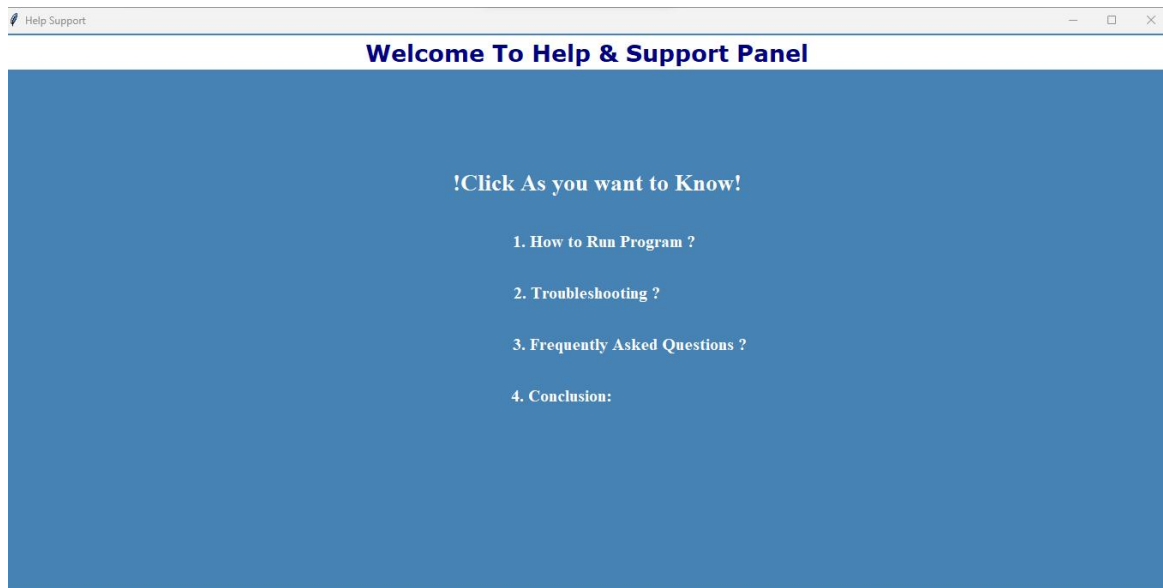 Help Support
Welcome To Help & Support Panel
!Click As you want to Know!
1. How to Run Program ?
2. Troubleshooting ?
3. Frequently Asked Questions ?
4. Conclusion: